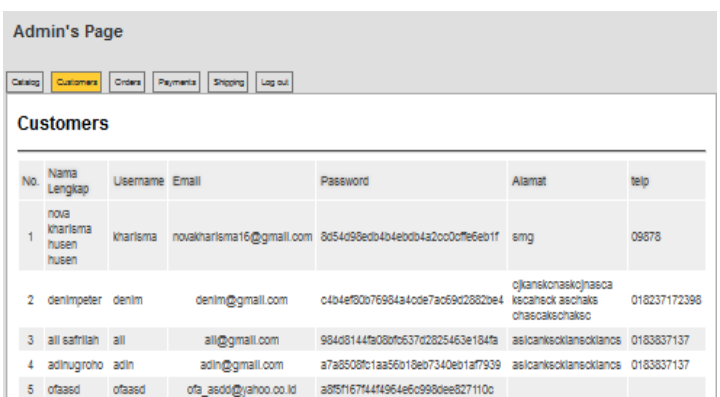 Admin's Page
Catalog Customers Orders Payments Shipping Log out
Customers
No. Nama Lengkap Username Email Password Alamat telp
1 nova kharisma husen husen kharisma novakharisma16@gmail.com 8d54d98edb4b4ebdb4a2cc0cffe6eb1f smg 09878
2 denimpeter denim denim@gmail.com c4b4ef80b76984a4cde7ac69d2882be4 cjkanskcnaskcjnasca kscahsck aschaks chascakschaksc 018237172398
3 ali safrilah ali ali@gmail.com 984d8144fa08bfc637d2825463e184fa asicankscklansckiancs 0183837137
4 adinugroho adin adin@gmail.com a7a8508fc1aa56b18eb7340eb1af7939 asicankscklansckiancs 0183837137
5 ofaasd ofaasd ofa_asdd@yahoo.co.id a8f5f167f44f4964e6c998dee827110c